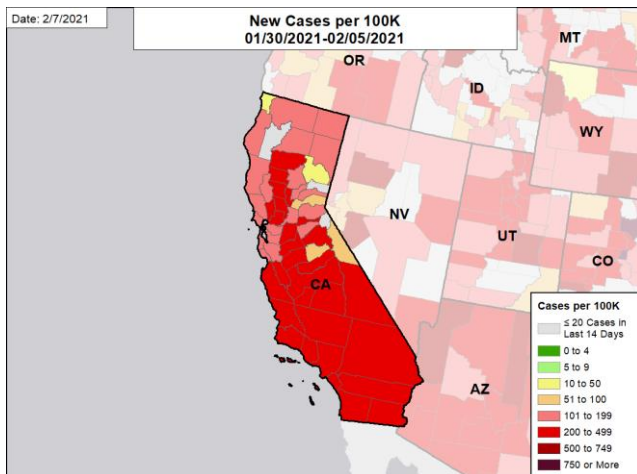 Date: 2/7/2021
New Cases per 100K
01/30/2021-02/05/2021
MT
OR
ID
WY
NV
UT
CO
CA
AZ
Cases per 100K
≤ 20 Cases in
Last 14 Days
0 to 4
5 to 9
10 to 50
51 to 100
101 to 199
200 to 499
500 to 749
750 or More